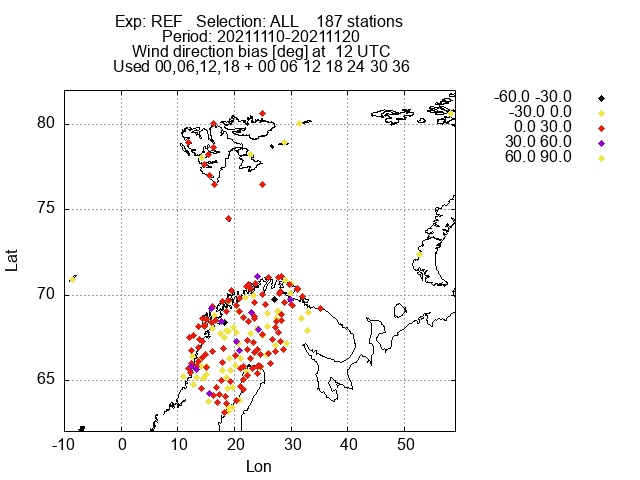 Exp: REF   Selection: ALL    187 stations
Period: 20211110-20211120
Wind direction bias [deg] at  12 UTC
Used 00,06,12,18 + 00 06 12 18 24 30 36
-60.0 -30.0
-30.0 0.0
0.0 30.0
30.0 60.0
60.0 90.0
80
75
70
65
Lat
-10 0 10 20 30 40 50
Lon